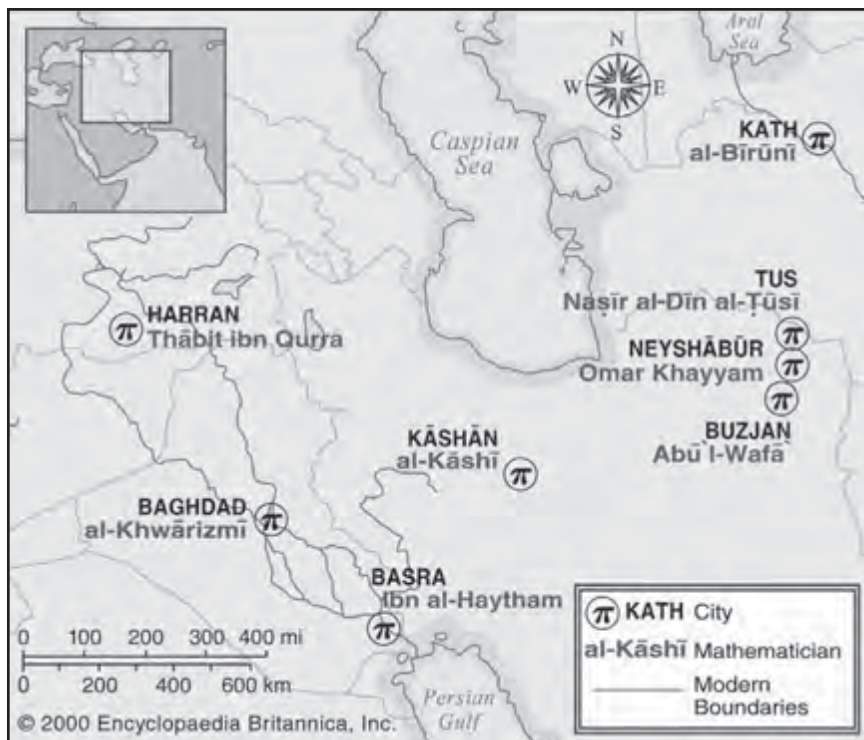 Aral
Sea
N
W E
S
Caspian
Sea
KATH
al-Bīrūnī
π
TUS
Naṣīr al-Dīn al-Ṭūsī
π
HARRAN
Thābit ibn Qurra
π
NEYSHĀBŪR
Omar Khayyam
π
π
BUZJAN
Abū'l-Wafā'
KĀSHĀN
al-Kāshī
π
BAGHDAD
al-Khwārizmī
π
BASRA
Ibn al-Haytham
π
0 100 200 300 400 mi
0 200 400 600 km
Persian
Gulf
© 2000 Encyclopaedia Britannica, Inc.
π KATH City
al-Kāshī Mathematician
Modern
Boundaries